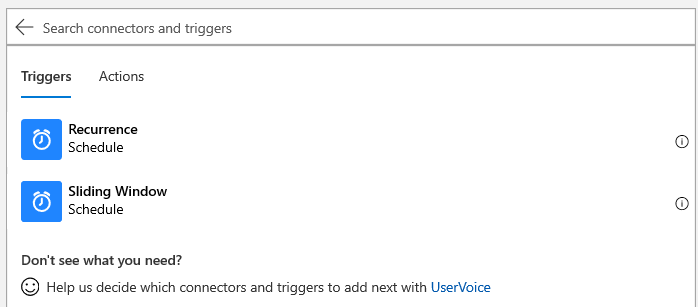 Search connectors and triggers
Triggers Actions
Recurrence
Schedule
Sliding Window
Schedule
Don't see what you need?
Help us decide which connectors and triggers to add next with UserVoice